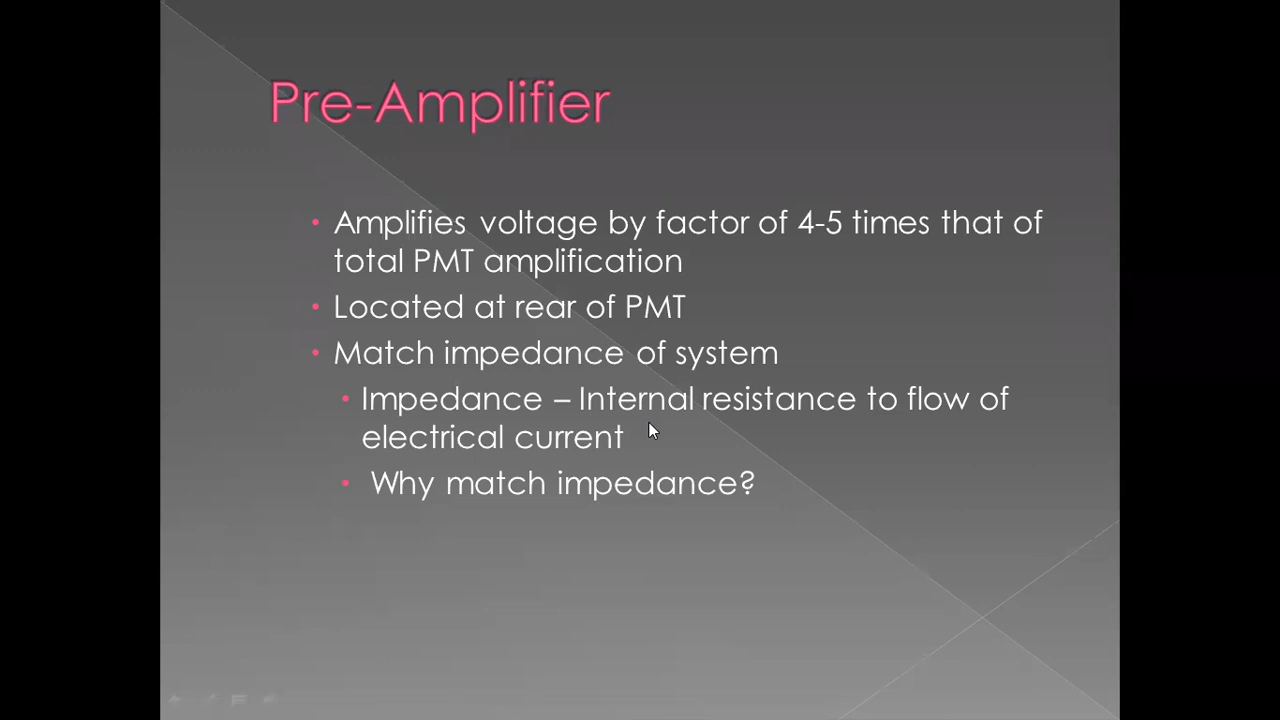 Pre-Amplifier
• Amplifies voltage by factor of 4-5 times that of
total PMT amplification
• Located at rear of PMT
• Match impedance of system
• Impedance – Internal resistance to flow of
electrical current
• Why match impedance?